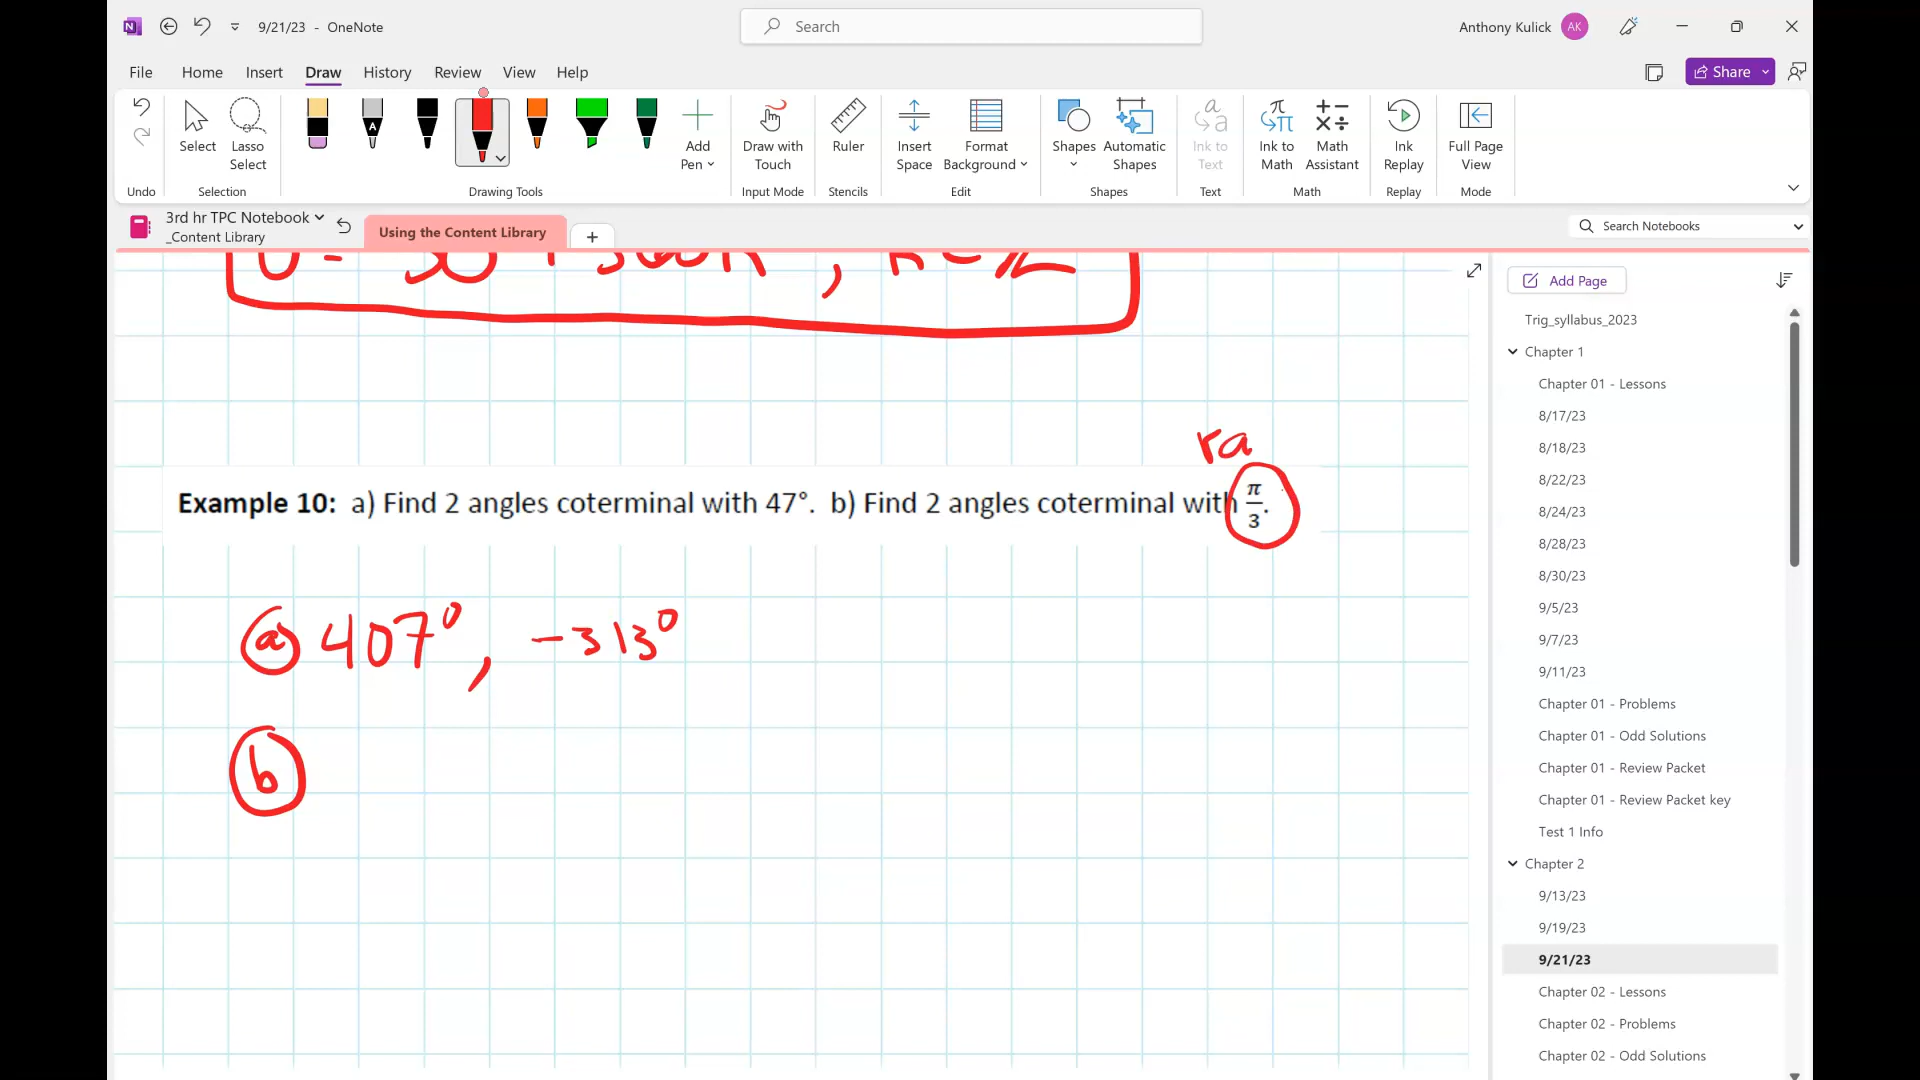 9/21/23 - OneNote
Search
Anthony Kulick AK
File Home Insert Draw History Review View Help
Share
Select
Lasso Select
A
Add Pen
Draw with Touch
Ruler
Insert Space
Format Background
Shapes
Automatic Shapes
Ink to Text
Ink to Math
Math Assistant
Ink Replay
Full Page View
Undo Selection Drawing Tools Input Mode Stencils Edit Shapes Text Math Replay Mode
3rd hr TPC Notebook
_Content Library
Using the Content Library
Search Notebooks
Add Page
Trig_syllabus_2023
Chapter 1
Chapter 01 - Lessons
8/17/23
8/18/23
8/22/23
8/24/23
8/28/23
8/30/23
9/5/23
9/7/23
9/11/23
Chapter 01 - Problems
Chapter 01 - Odd Solutions
Chapter 01 - Review Packet
Chapter 01 - Review Packet key
Test 1 Info
Chapter 2
9/13/23
9/19/23
9/21/23
Chapter 02 - Lessons
Chapter 02 - Problems
Chapter 02 - Odd Solutions
ra
Example 10: a) Find 2 angles coterminal with 47°. b) Find 2 angles coterminal with π/3.
a) 407°, -313°
b